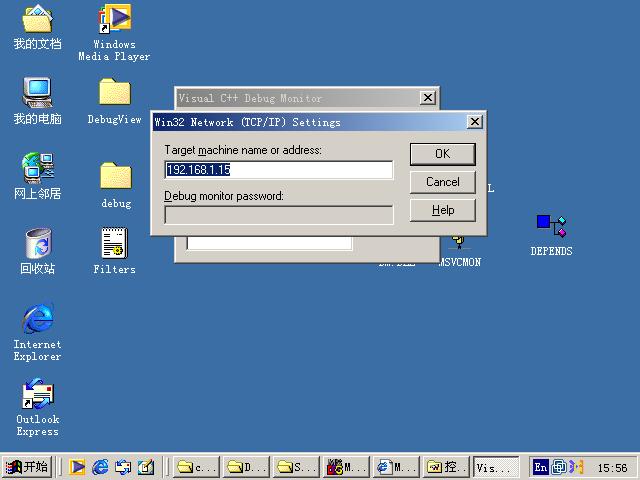 我的文档
Windows
Media Player
我的电脑
DebugView
网上邻居
debug
回收站
Filters
Internet
Explorer
Outlook
Express
Visual C++ Debug Monitor
Win32 Network (TCP/IP) Settings
Target machine name or address:
192.168.1.15
Debug monitor password:
OK
Cancel
Help
MSVCMON
DEPENDS
开始
c...
D...
S...
M...
M...
控...
Vis...
En
15:56